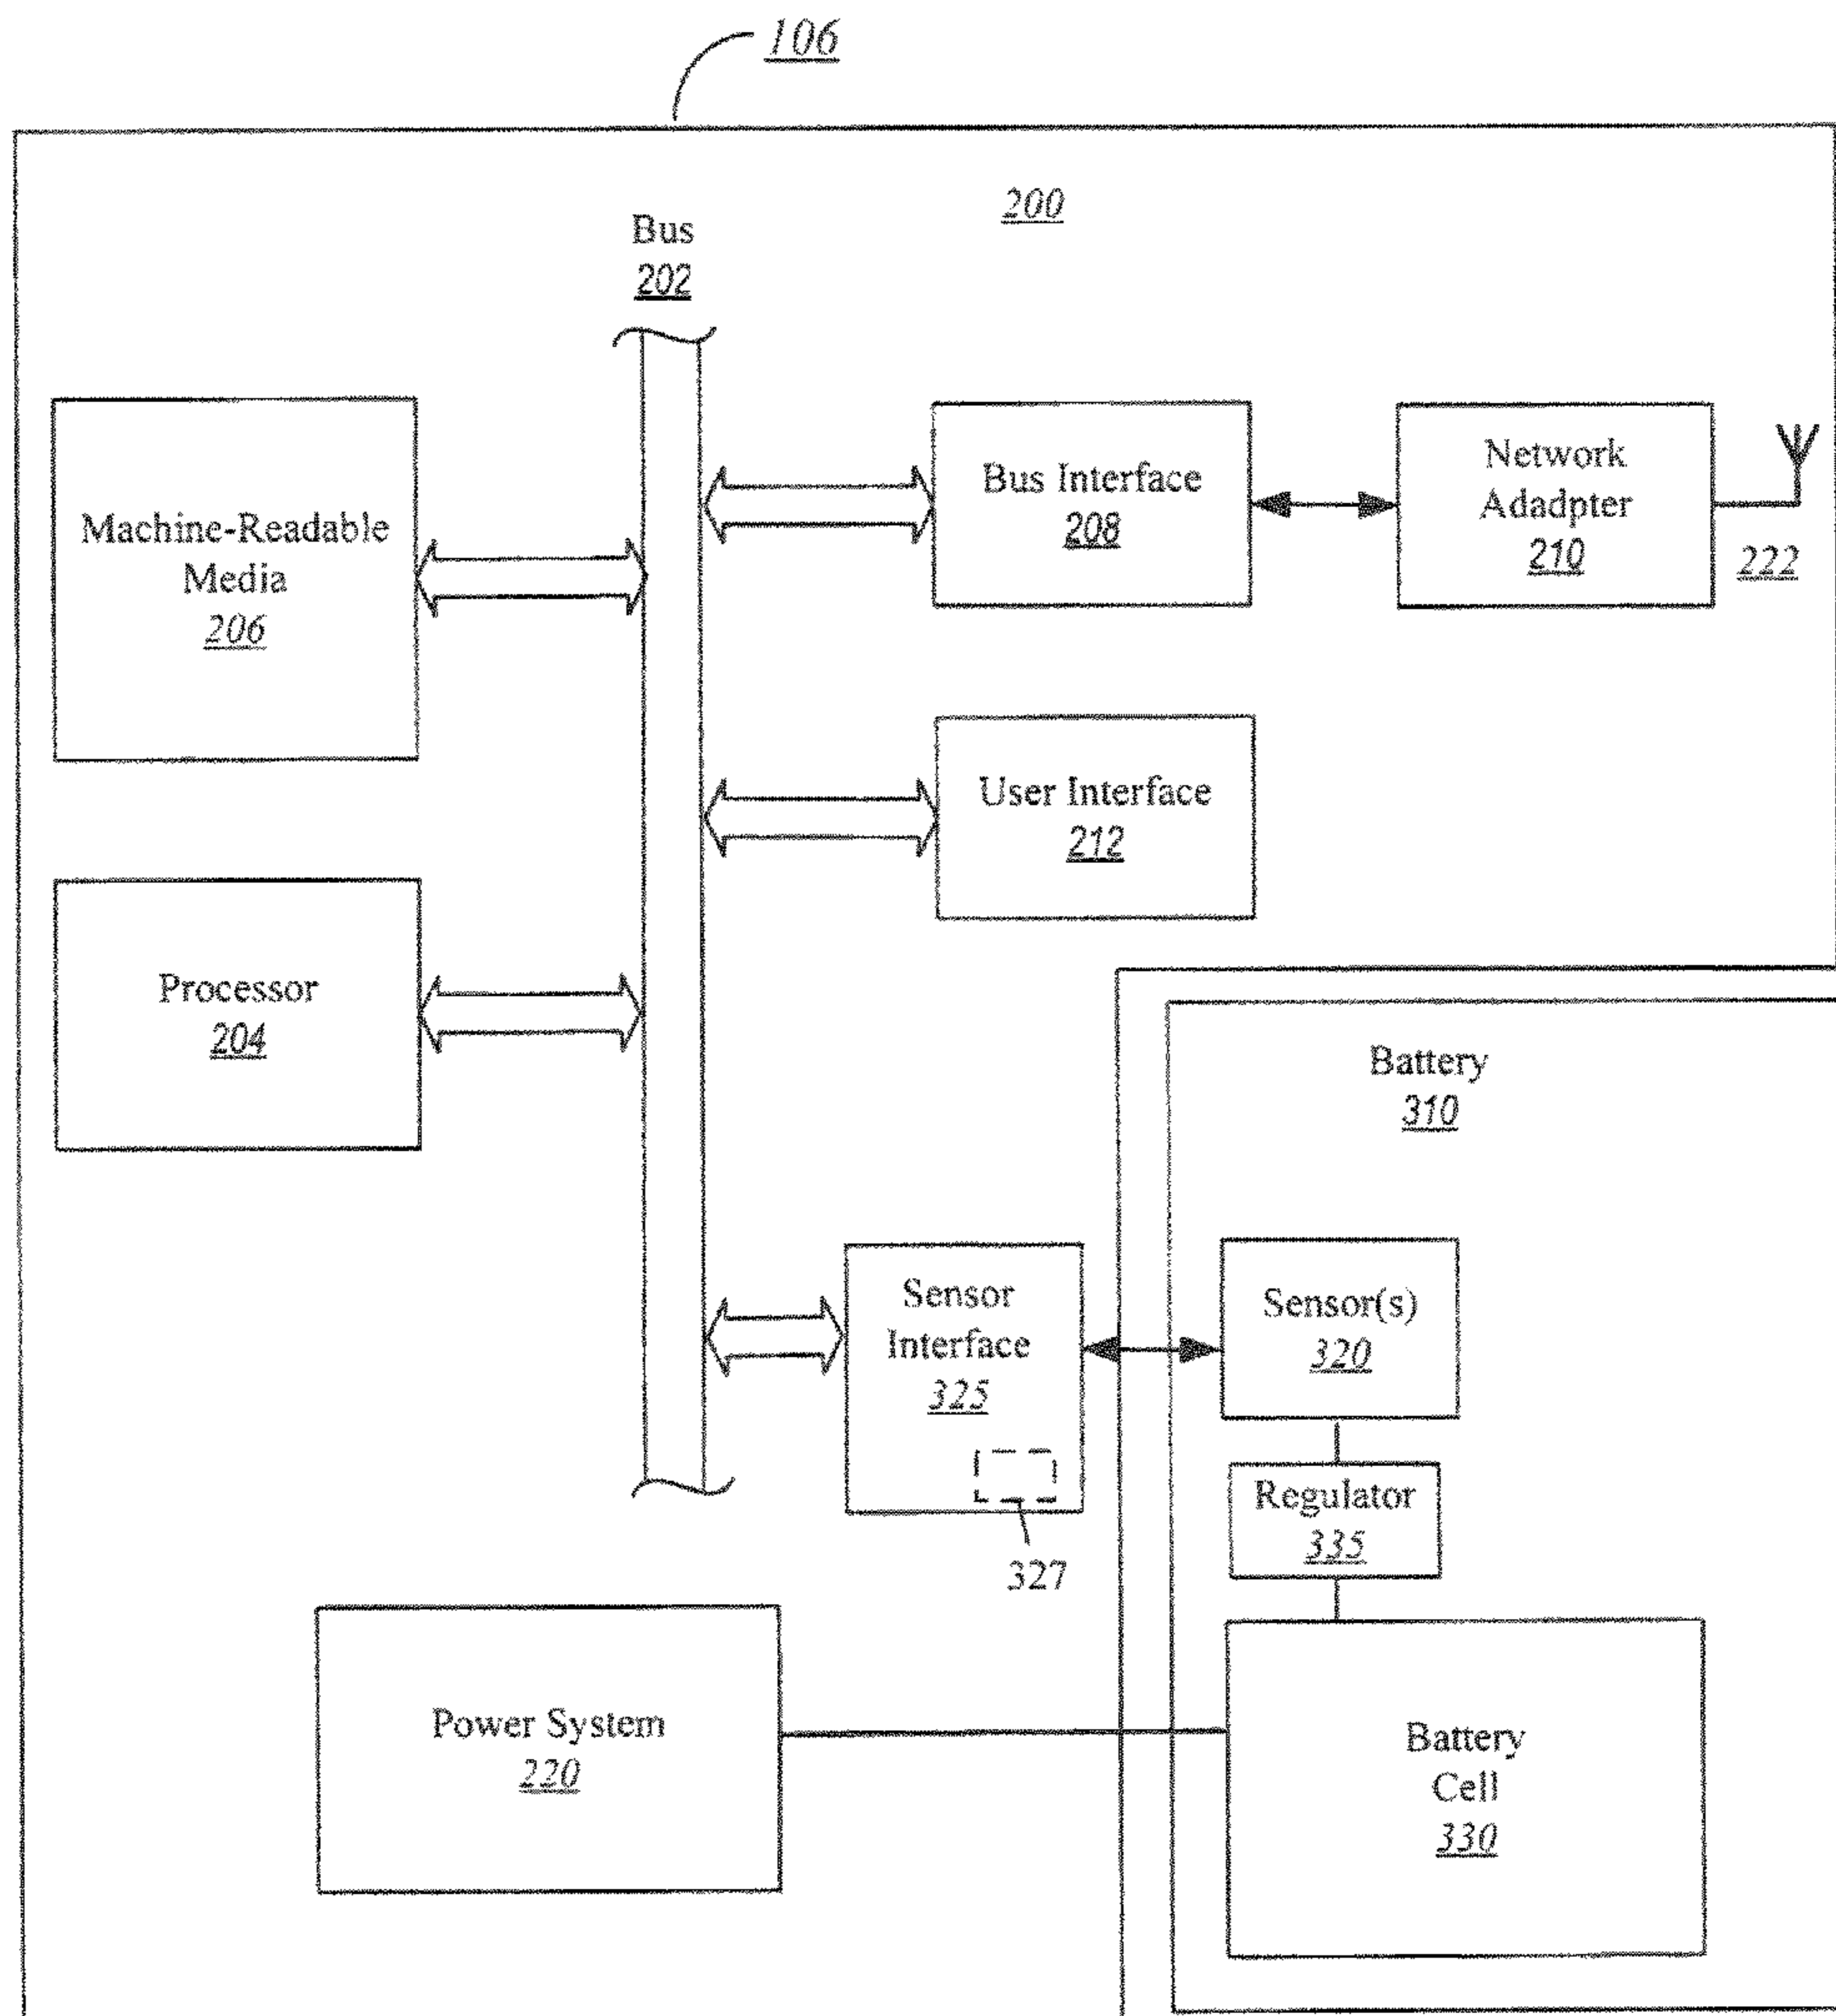 106
200
Bus
202
Machine-Readable
Media
206
Bus Interface
208
Network
Adadpter
210
222
User Interface
212
Processor
204
Battery
310
Sensor
Interface
325
327
Sensor(s)
320
Regulator
335
Power System
220
Battery
Cell
330